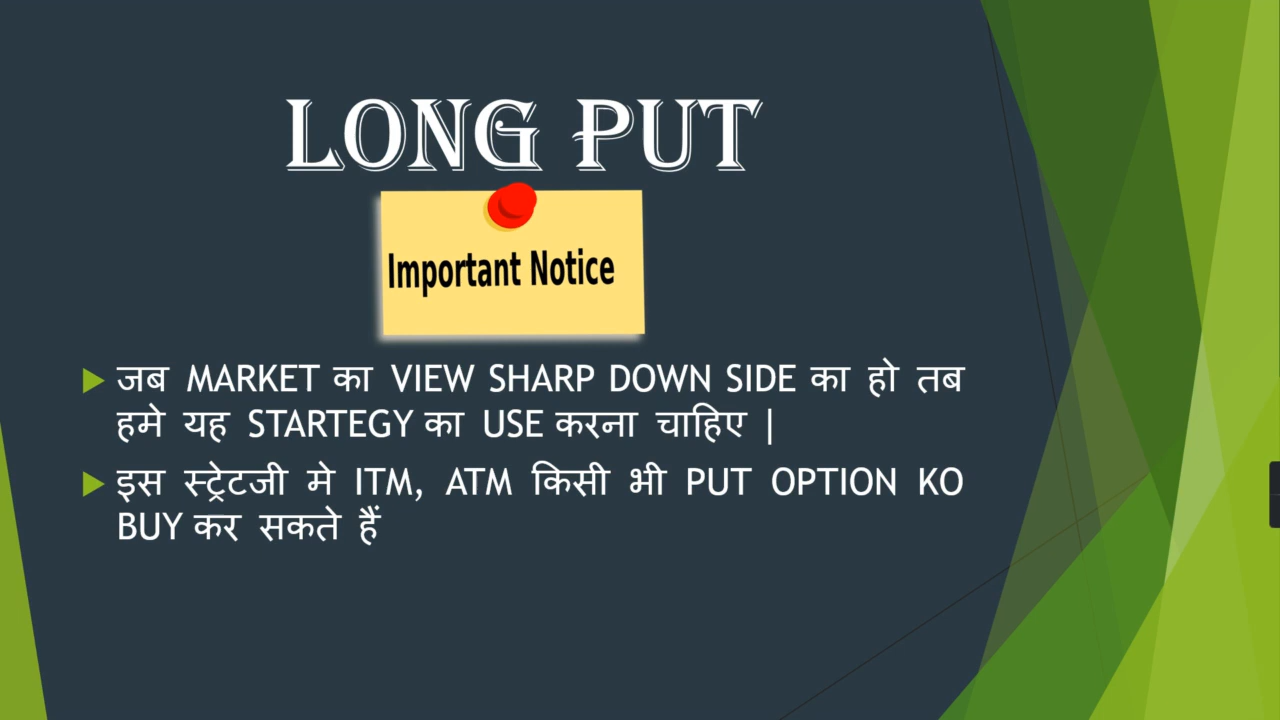 LONG PUT
Important Notice
जब MARKET का VIEW SHARP DOWN SIDE का हो तब
हमे यह STARTEGY का USE करना चाहिए |
इस स्ट्रेटजी मे ITM, ATM किसी भी PUT OPTION KO
BUY कर सकते हैं